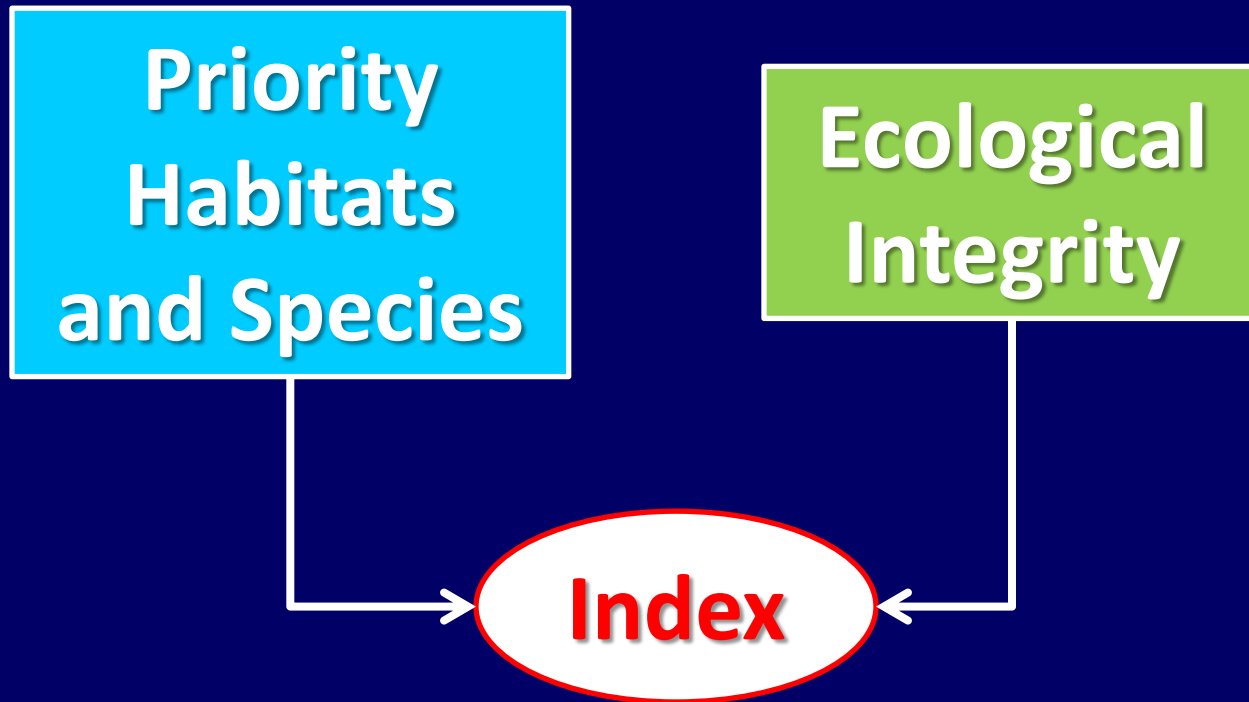 Priority
Habitats
and Species
Ecological
Integrity
Index